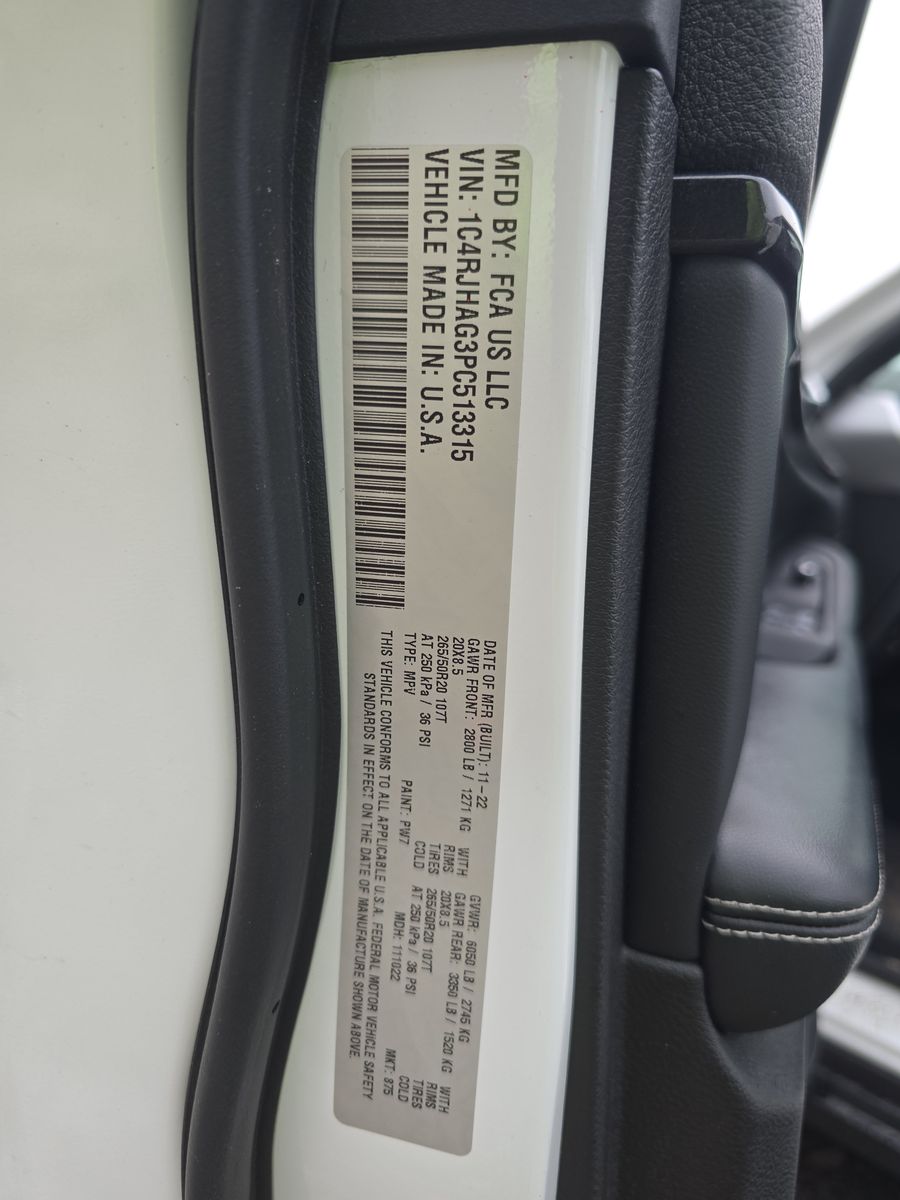 MFD BY: FCA US LLC
VIN: 1C4RJHAG3PC513315
VEHICLE MADE IN: U.S.A.
DATE OF MFR (BUILT): 11-22 GVWR: 6050 LB / 2745 KG
GAWR FRONT: 2800 LB / 1271 KG WITH GAWR REAR: 3350 LB / 1520 KG WITH
20X8.5 RIMS 20X8.5 RIMS
265/50R20 107T TIRES 265/50R20 107T TIRES
AT 250 kPa / 36 PSI COLD AT 250 kPa / 36 PSI COLD
TYPE: MPV PAINT: PW7 MDH: 111022 MKT: 875
THIS VEHICLE CONFORMS TO ALL APPLICABLE U.S.A. FEDERAL MOTOR VEHICLE SAFETY
STANDARDS IN EFFECT ON THE DATE OF MANUFACTURE SHOWN ABOVE.